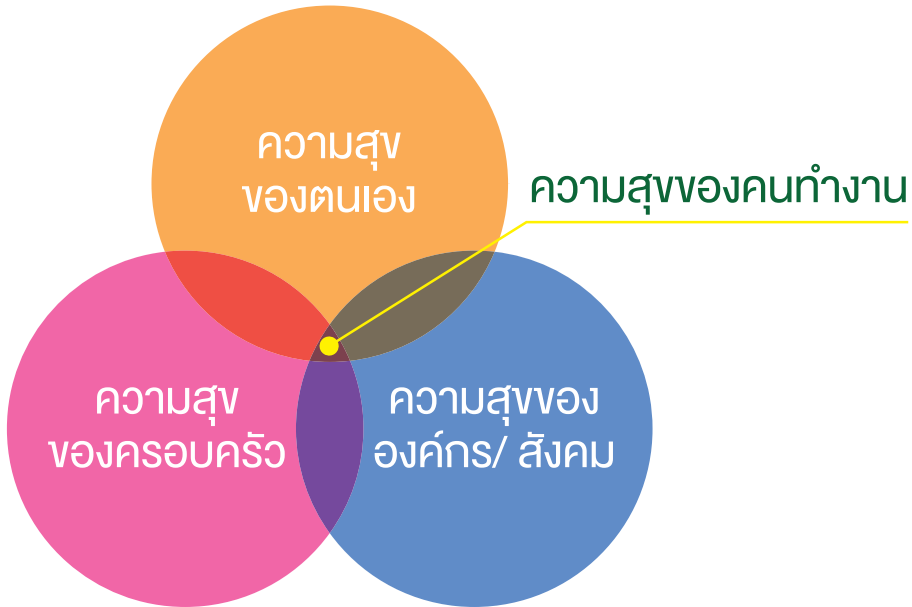 ความสุข
ของตนเอง
ความสุขของคนทำงาน
ความสุข
ของครอบครัว
ความสุขของ
องค์กร/ สังคม